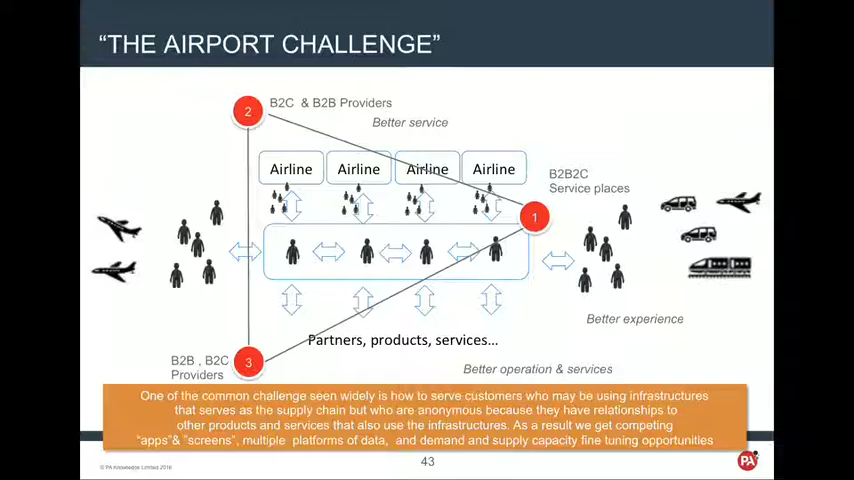 “THE AIRPORT CHALLENGE”
2
B2C & B2B Providers
Better service
Airline
Airline
Airline
Airline
B2B2C
Service places
1
Better experience
Partners, products, services...
B2B , B2C
Providers
3
Better operation & services
One of the common challenge seen widely is how to serve customers who may be using infrastructures
that serves as the supply chain but who are anonymous because they have relationships to
other products and services that also use the infrastructures. As a result we get competing
“apps”& ”screens”, multiple platforms of data, and demand and supply capacity fine tuning opportunities
© PA Knowledge Limited 2016
43
PA